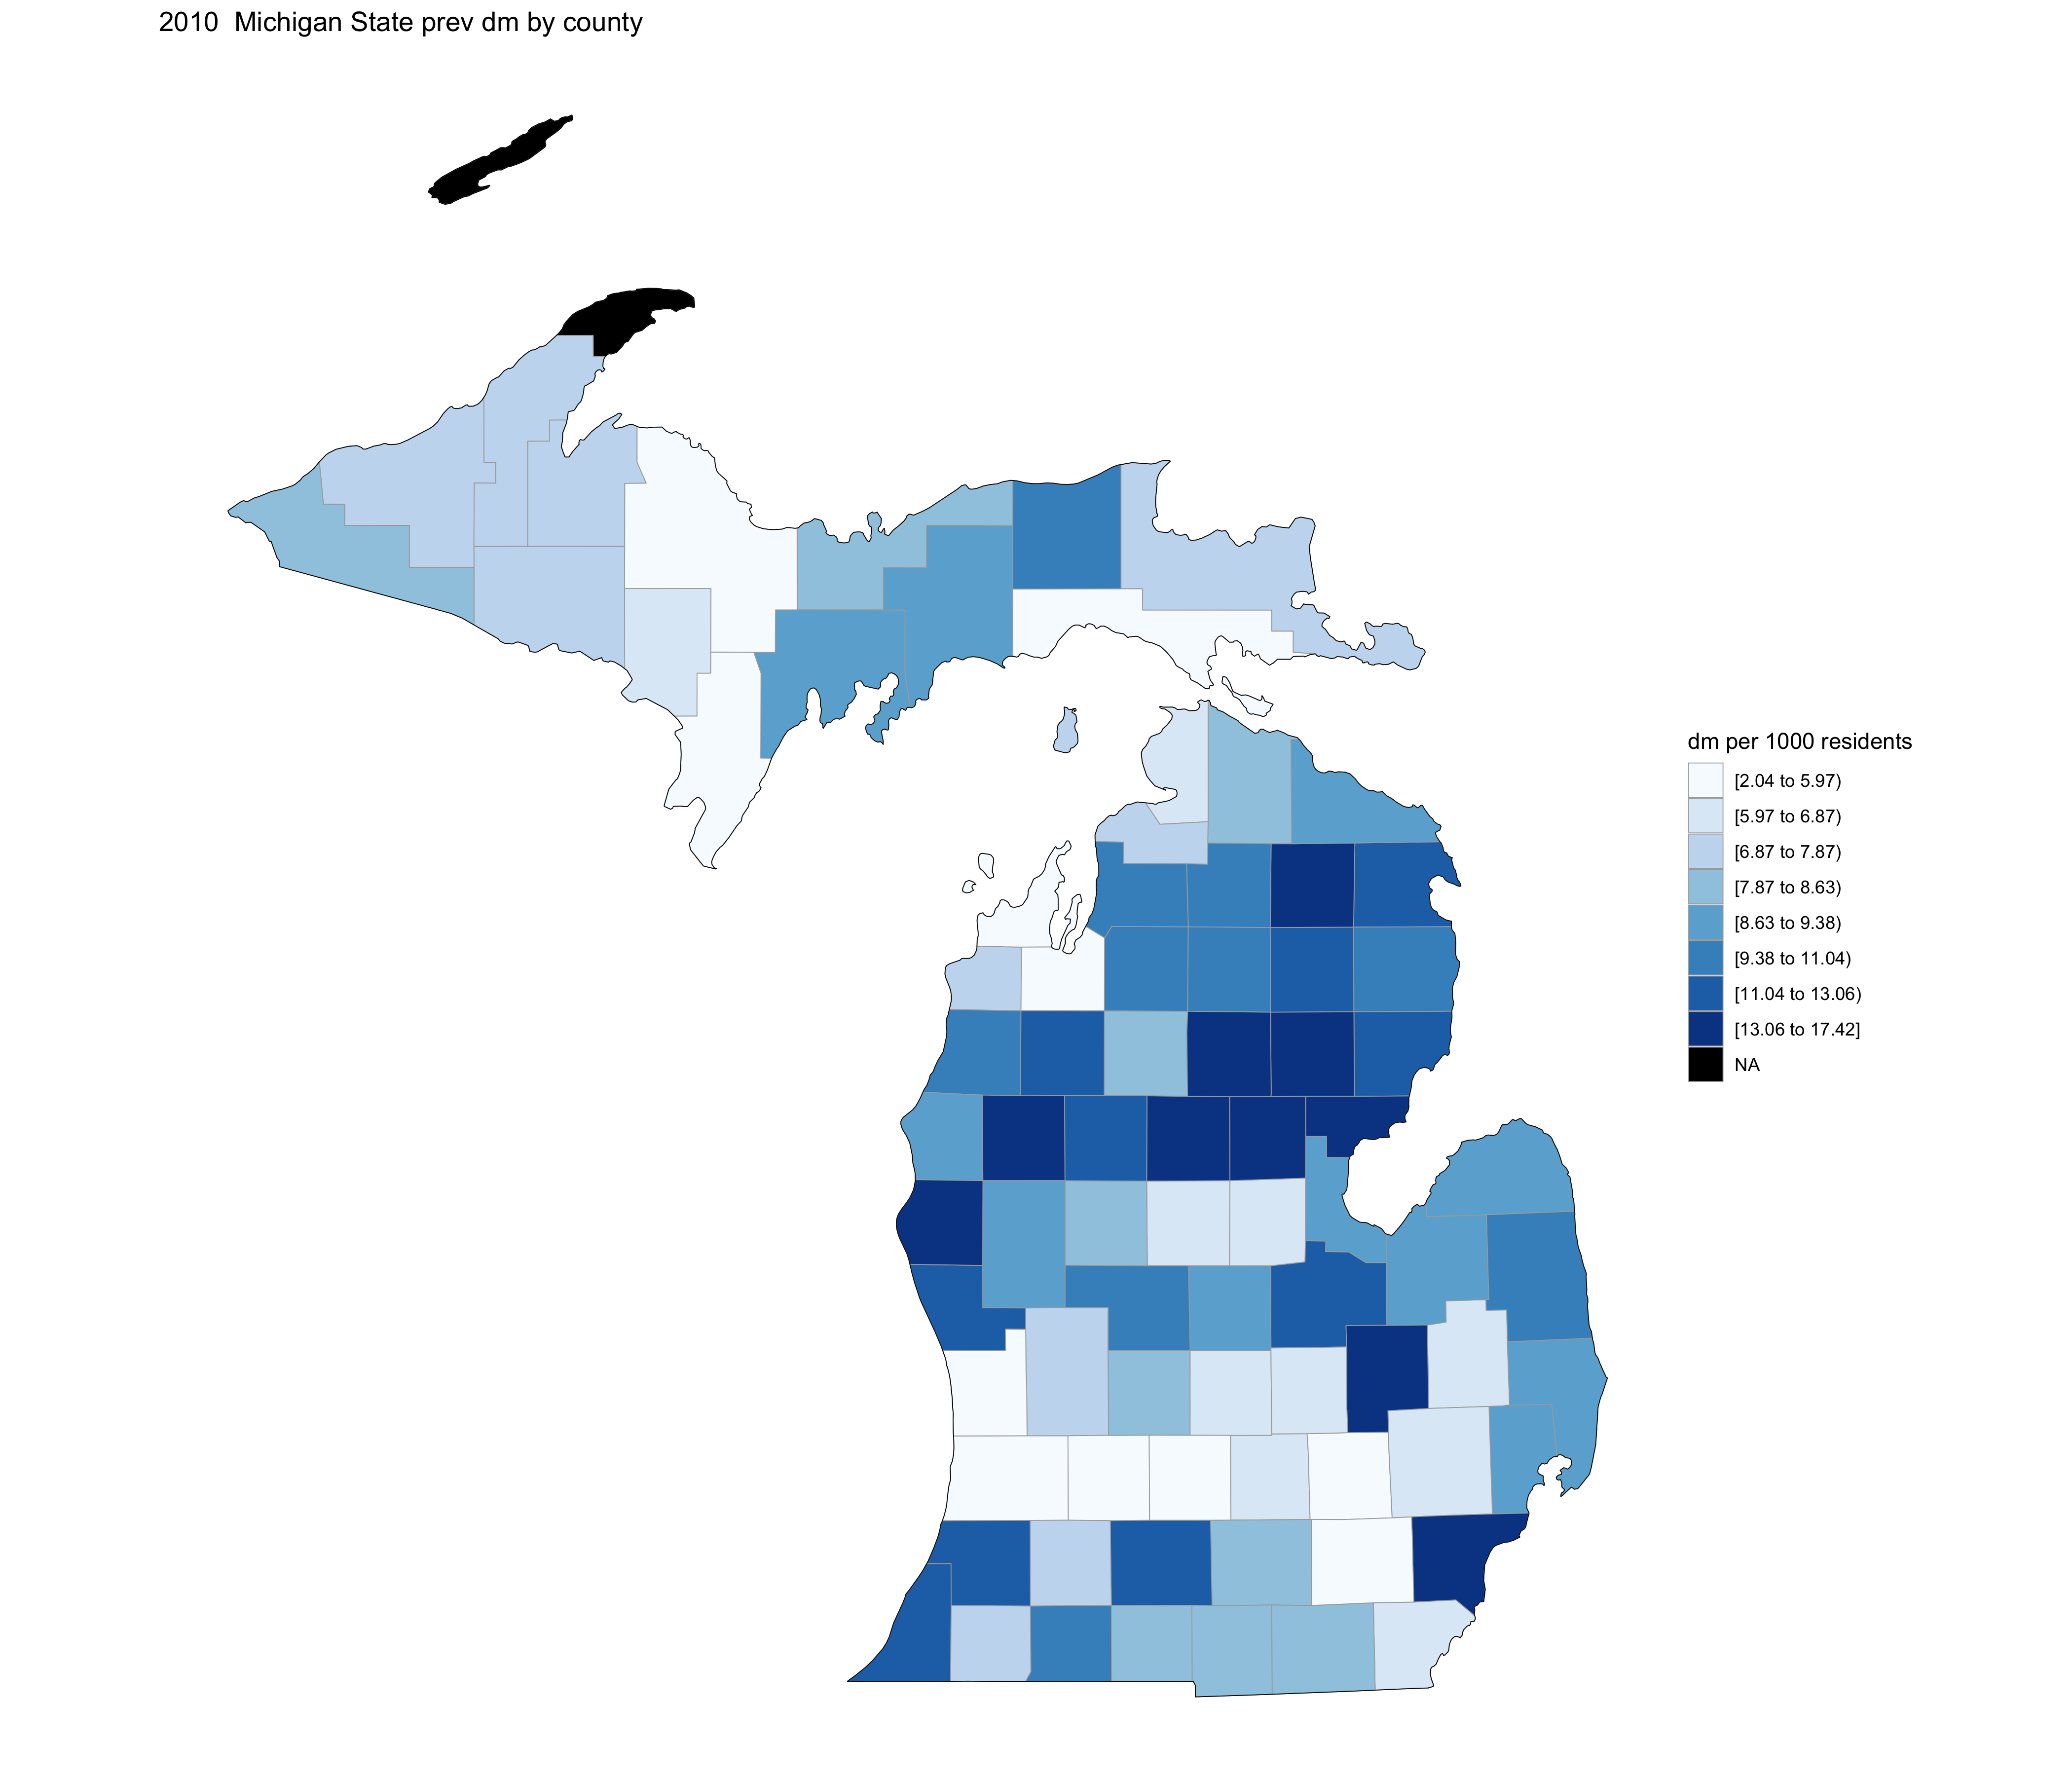 2010  Michigan State prev dm by county
dm per 1000 residents
[2.04 to 5.97)
[5.97 to 6.87)
[6.87 to 7.87)
[7.87 to 8.63)
[8.63 to 9.38)
[9.38 to 11.04)
[11.04 to 13.06)
[13.06 to 17.42]
NA